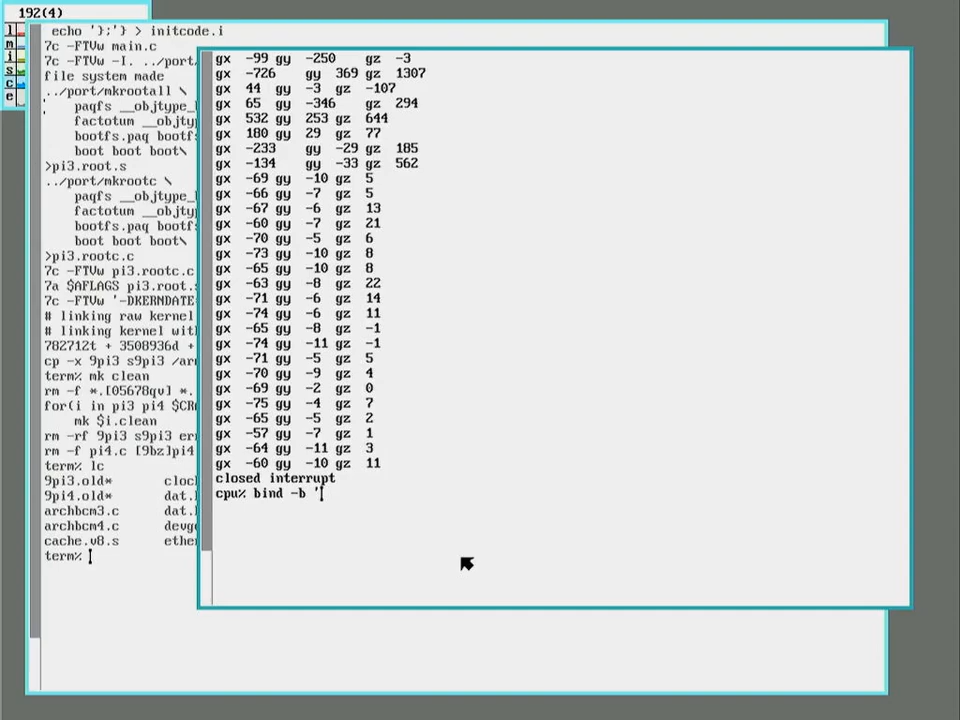 192(4)
l
m
i
s
c
e
echo '};'} > initcode.i
7c -FTVw main.c
7c -FTVw -I. ../port
file system made
../port/mkrootall \
paqfs __objtype_
factotum __objty
bootfs.paq bootf
boot boot boot\
>pi3.root.s
../port/mkrootc \
paqfs __objtype_
factotum __objty
bootfs.paq bootf
boot boot boot\
>pi3.rootc.c
7c -FTVw pi3.rootc.c
7a $AFLAGS pi3.root.
7c -FTVw '-DKERNDATE
# linking raw kernel
# linking kernel wit
782712t + 3508936d +
cp -x 9pi3 s9pi3 /ar
term% mk clean
rm -f *.[05678qv] *.
for(i in pi3 pi4 $CR
mk $i.clean
rm -rf 9pi3 s9pi3 er
rm -f pi4.c [9bz]pi4
term% lc
9pi3.old* cloc
9pi4.old* dat.
archbcm3.c dat.
archbcm4.c devg
cache.v8.s ethe
term%
gx -99 gy -250 gz -3
gx -726 gy 369 gz 1307
gx 44 gy -3 gz -107
gx 65 gy -346 gz 294
gx 532 gy 253 gz 644
gx 180 gy 29 gz 77
gx -233 gy -29 gz 185
gx -134 gy -33 gz 562
gx -69 gy -10 gz 5
gx -66 gy -7 gz 5
gx -67 gy -6 gz 13
gx -60 gy -7 gz 21
gx -70 gy -5 gz 6
gx -73 gy -10 gz 8
gx -65 gy -10 gz 8
gx -63 gy -8 gz 22
gx -71 gy -6 gz 14
gx -74 gy -6 gz 11
gx -65 gy -8 gz -1
gx -74 gy -11 gz -1
gx -71 gy -5 gz 5
gx -70 gy -9 gz 4
gx -69 gy -2 gz 0
gx -75 gy -4 gz 7
gx -65 gy -5 gz 2
gx -57 gy -7 gz 1
gx -64 gy -11 gz 3
gx -60 gy -10 gz 11
closed interrupt
cpu% bind -b '